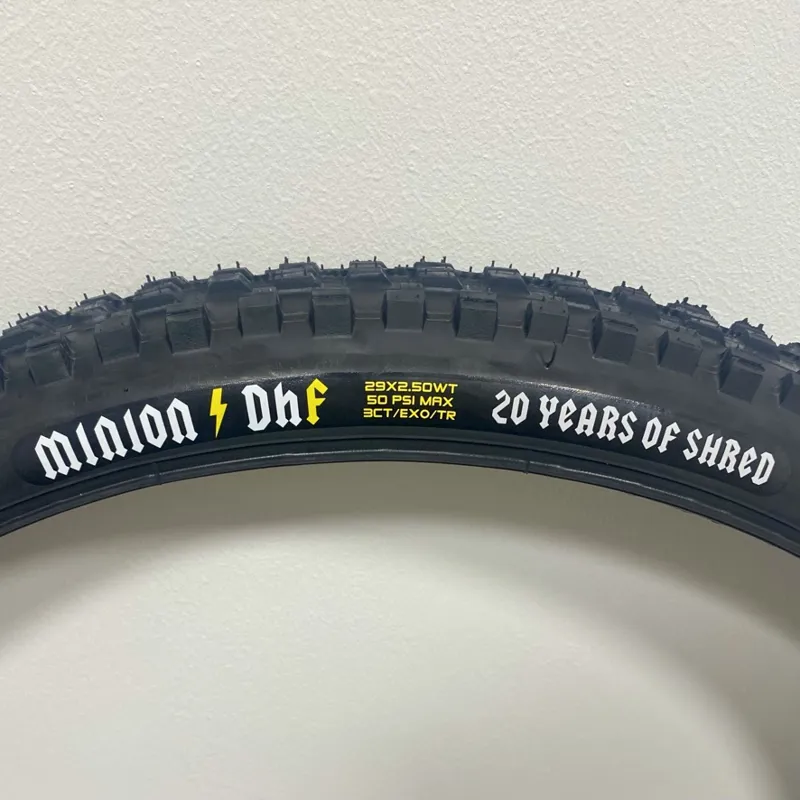 MINION DHF
29X2.50WT
50 PSI MAX
3CT/EXO/TR
20 YEARS OF SHRED